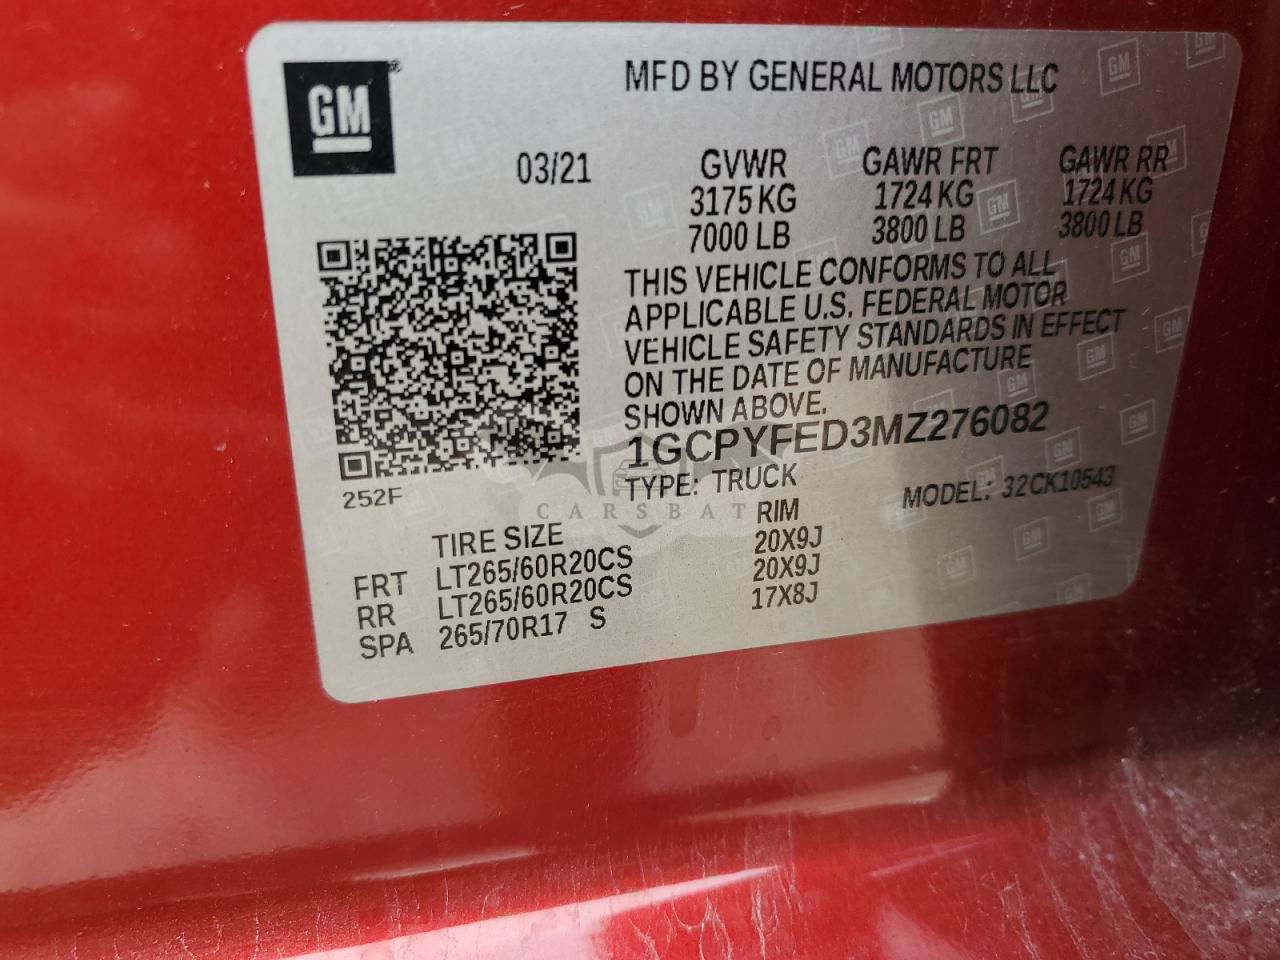 GM
MFD BY GENERAL MOTORS LLC
03/21
GVWR GAWR FRT GAWR RR
3175 KG 1724 KG 1724 KG
7000 LB 3800 LB 3800 LB
THIS VEHICLE CONFORMS TO ALL
APPLICABLE U.S. FEDERAL MOTOR
VEHICLE SAFETY STANDARDS IN EFFECT
ON THE DATE OF MANUFACTURE
SHOWN ABOVE.
1GCPYFED3MZ276082
TYPE: TRUCK MODEL: 32CK10543
252F
CARSBAT
TIRE SIZE RIM
FRT LT265/60R20CS 20X9J
RR LT265/60R20CS 20X9J
SPA 265/70R17 S 17X8J